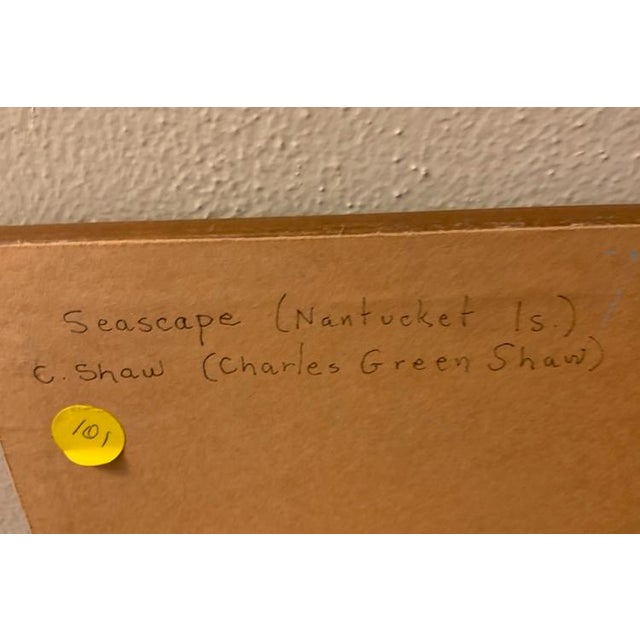 Seascape (Nantucket Is.)
C. Shaw (Charles Green Shaw)
101